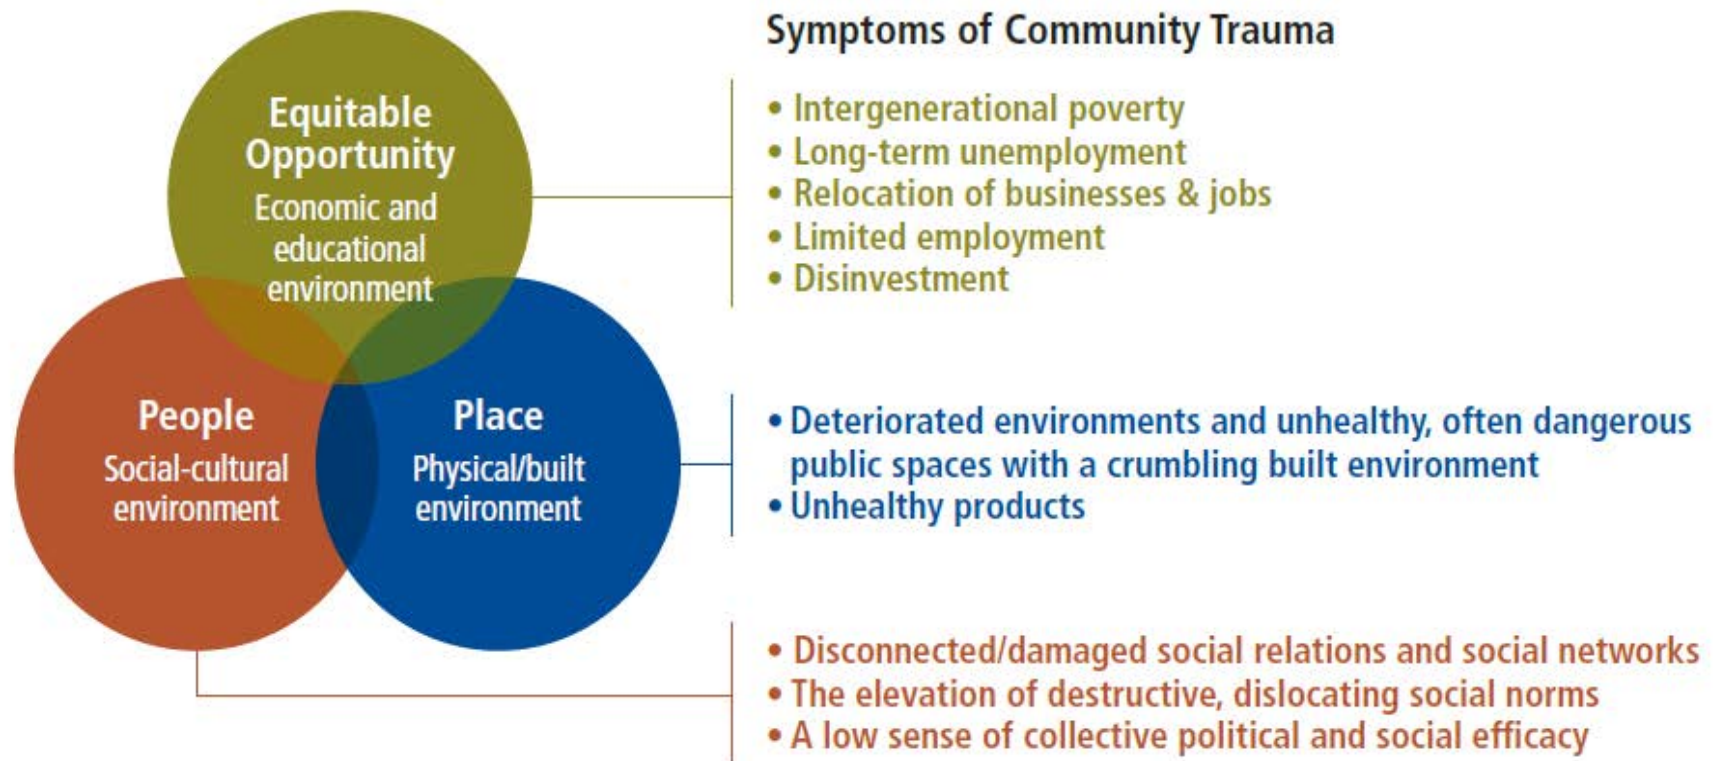 Symptoms of Community Trauma
Equitable
Opportunity
Economic and
educational
environment
• Intergenerational poverty
• Long-term unemployment
• Relocation of businesses & jobs
• Limited employment
• Disinvestment
People
Social-cultural
environment
Place
Physical/built
environment
• Deteriorated environments and unhealthy, often dangerous
public spaces with a crumbling built environment
• Unhealthy products
• Disconnected/damaged social relations and social networks
• The elevation of destructive, dislocating social norms
• A low sense of collective political and social efficacy